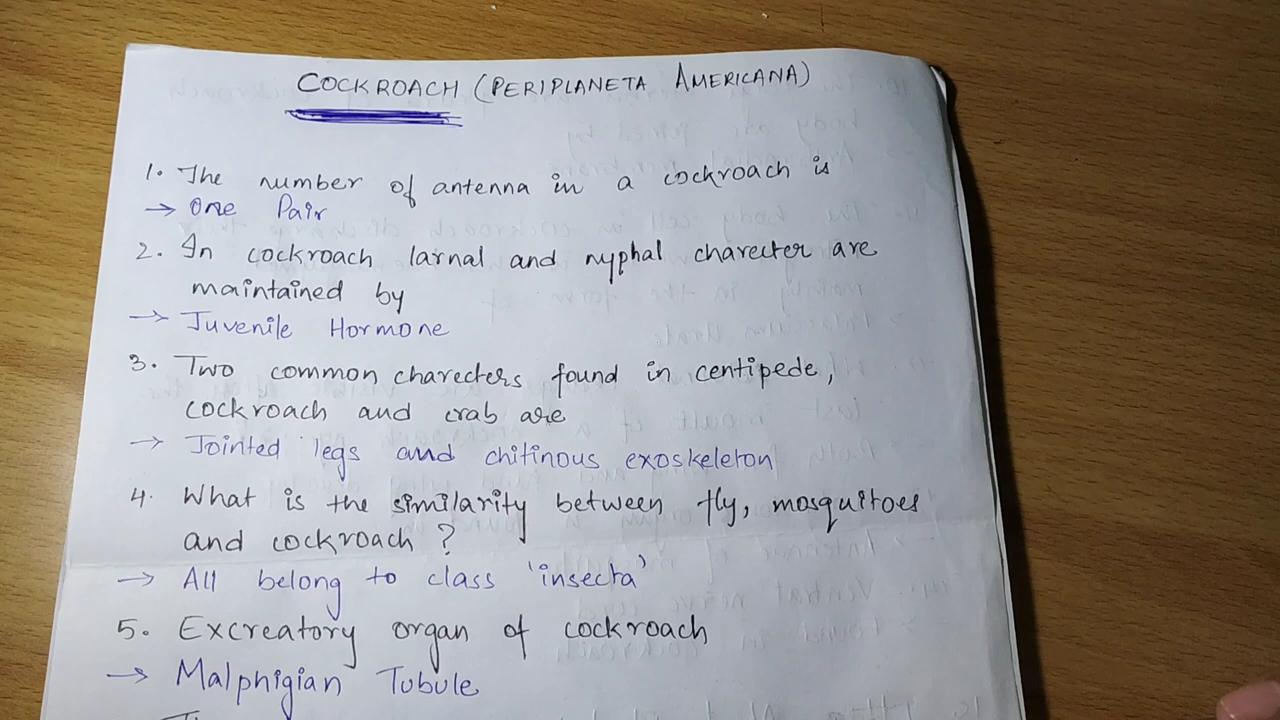 COCKROACH (PERIPLANETA AMERICANA)
1. The number of antenna in a cockroach is
→ One Pair
2. In cockroach larnal and nyphal charecter are
maintained by
→ Juvenile Hormone
3. Two common charecters found in centipede,
cockroach and crab are
→ Jointed legs and chitinous exoskeleton
4. What is the similarity between fly, mosquitoes
and cockroach ?
→ All belong to class 'insecta'
5. Excreatory organ of cockroach
→ Malphigian Tubule